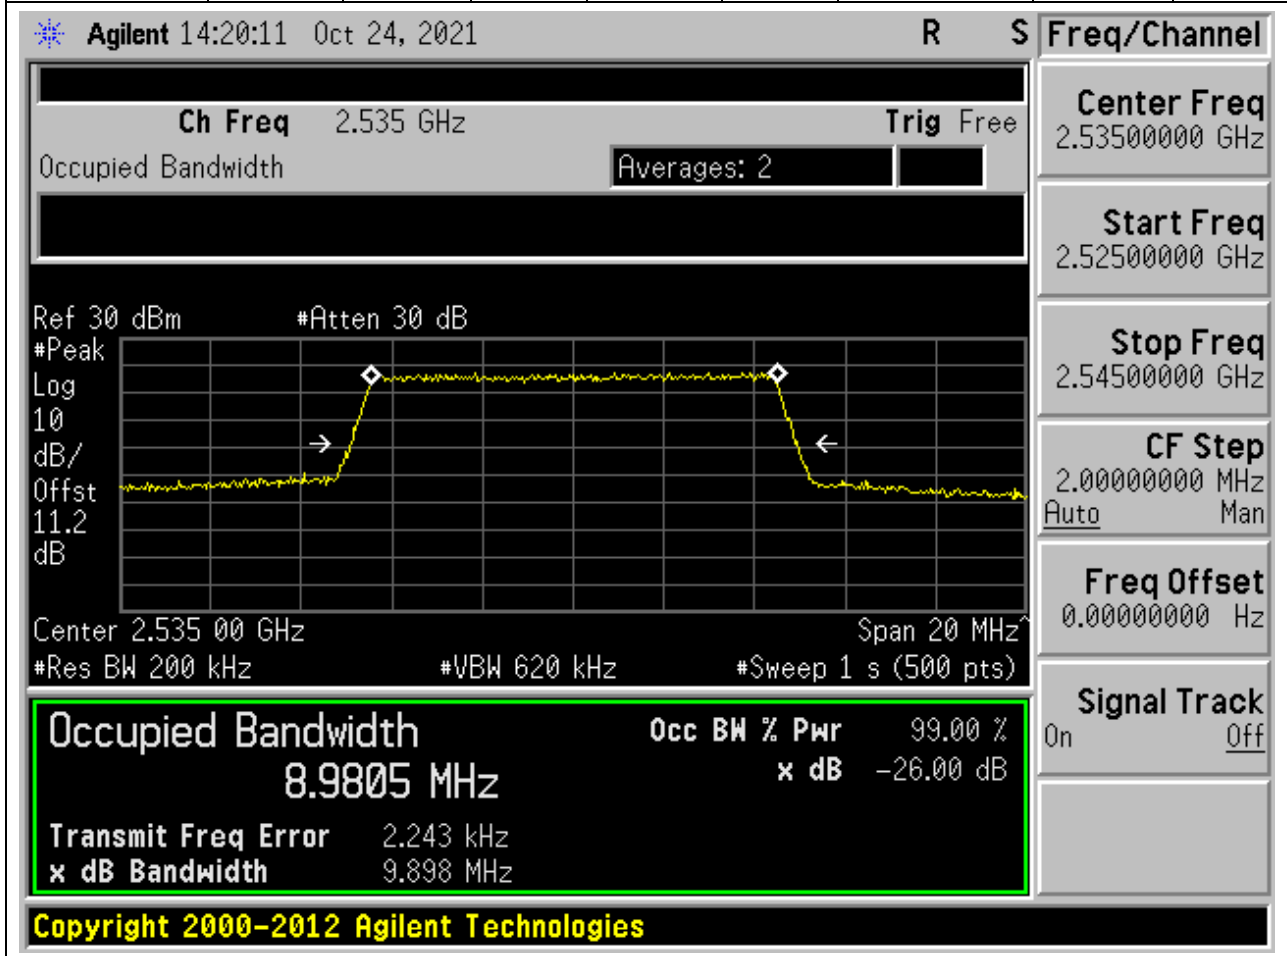 Agilent 14:20:11 Oct 24, 2021 R S
Freq/Channel
Ch Freq 2.535 GHz Trig Free
Occupied Bandwidth Averages: 2
Center Freq
2.53500000 GHz
Start Freq
2.52500000 GHz
Stop Freq
2.54500000 GHz
CF Step
2.00000000 MHz
Auto Man
Freq Offset
0.00000000 Hz
Signal Track
On Off
Ref 30 dBm #Atten 30 dB
#Peak
Log
10
dB/
Offst
11.2
dB
Center 2.535 00 GHz Span 20 MHz^
#Res BW 200 kHz #VBW 620 kHz #Sweep 1 s (500 pts)
Occupied Bandwidth Occ BW % Pwr 99.00 %
8.9805 MHz x dB -26.00 dB
Transmit Freq Error 2.243 kHz
x dB Bandwidth 9.898 MHz
Copyright 2000-2012 Agilent Technologies